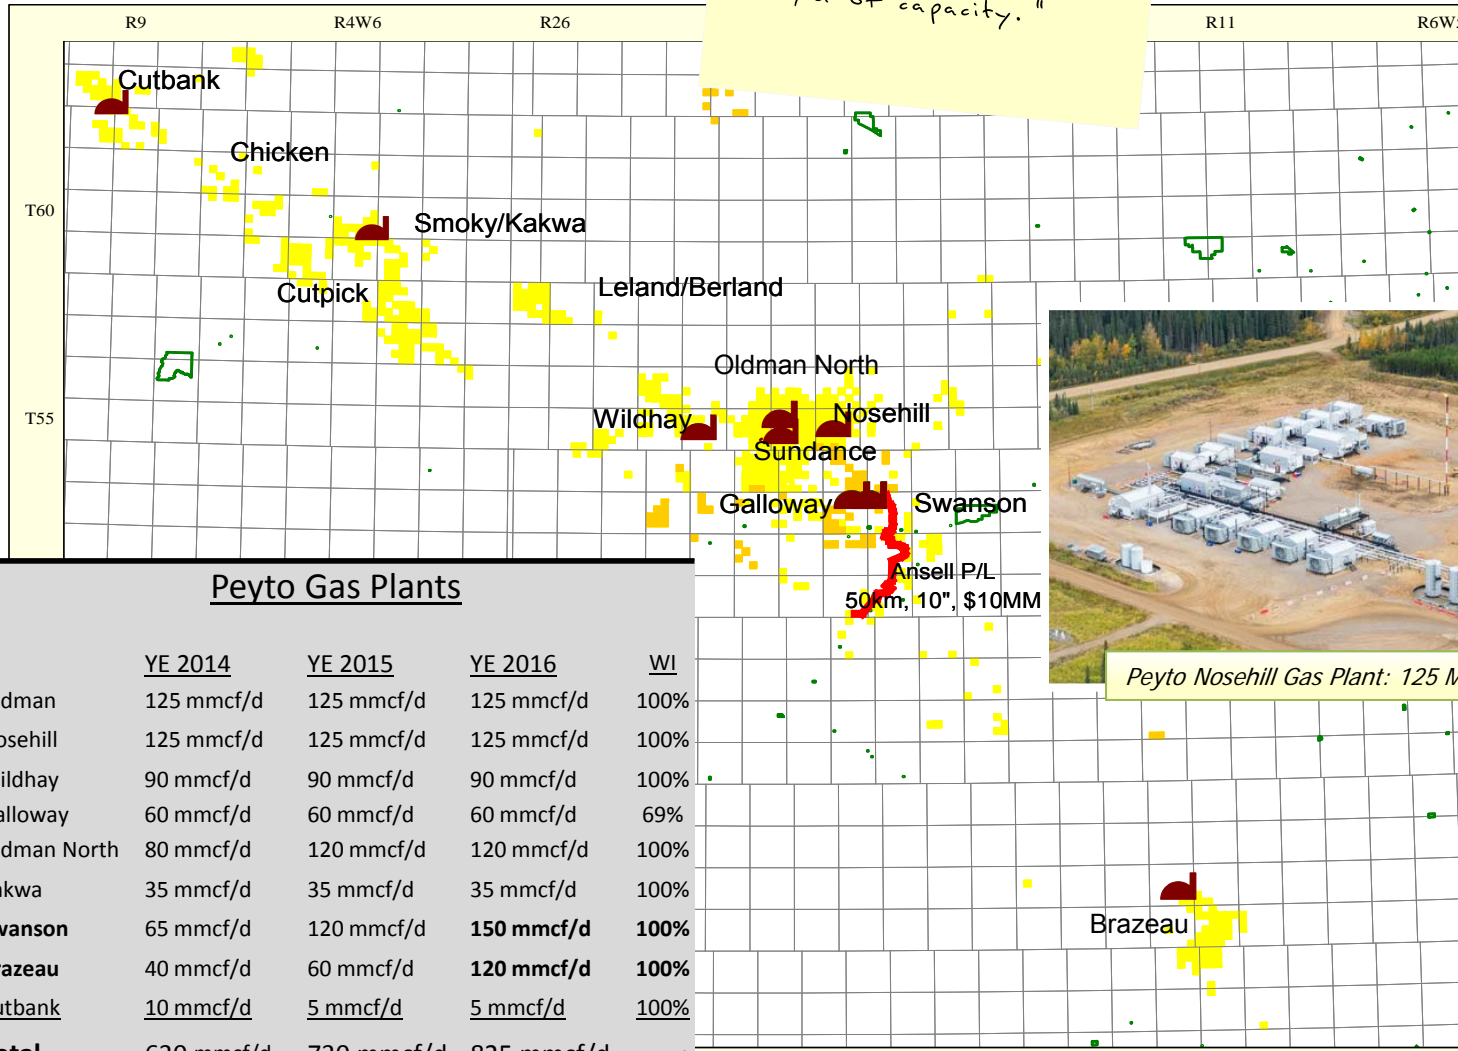 of capacity."
R9 R4W6 R26 R11
Cutbank
Chicken
T60
Smoky/Kakwa
Cutpick
Leland/Berland
Oldman North
T55
Wildhay
Nosehill
Sundance
Galloway
Swanson
Ansell P/L
50km, 10", $10MM
Peyto Nosehill Gas Plant: 125 M
Brazeau
Peyto Gas Plants
YE 2014 YE 2015 YE 2016 WI
dman 125 mmcf/d 125 mmcf/d 125 mmcf/d 100%
osehill 125 mmcf/d 125 mmcf/d 125 mmcf/d 100%
ildhay 90 mmcf/d 90 mmcf/d 90 mmcf/d 100%
alloway 60 mmcf/d 60 mmcf/d 60 mmcf/d 69%
dman North 80 mmcf/d 120 mmcf/d 120 mmcf/d 100%
akwa 35 mmcf/d 35 mmcf/d 35 mmcf/d 100%
wanson 65 mmcf/d 120 mmcf/d 150 mmcf/d 100%
razeau 40 mmcf/d 60 mmcf/d 120 mmcf/d 100%
utbank 10 mmcf/d 5 mmcf/d 5 mmcf/d 100%